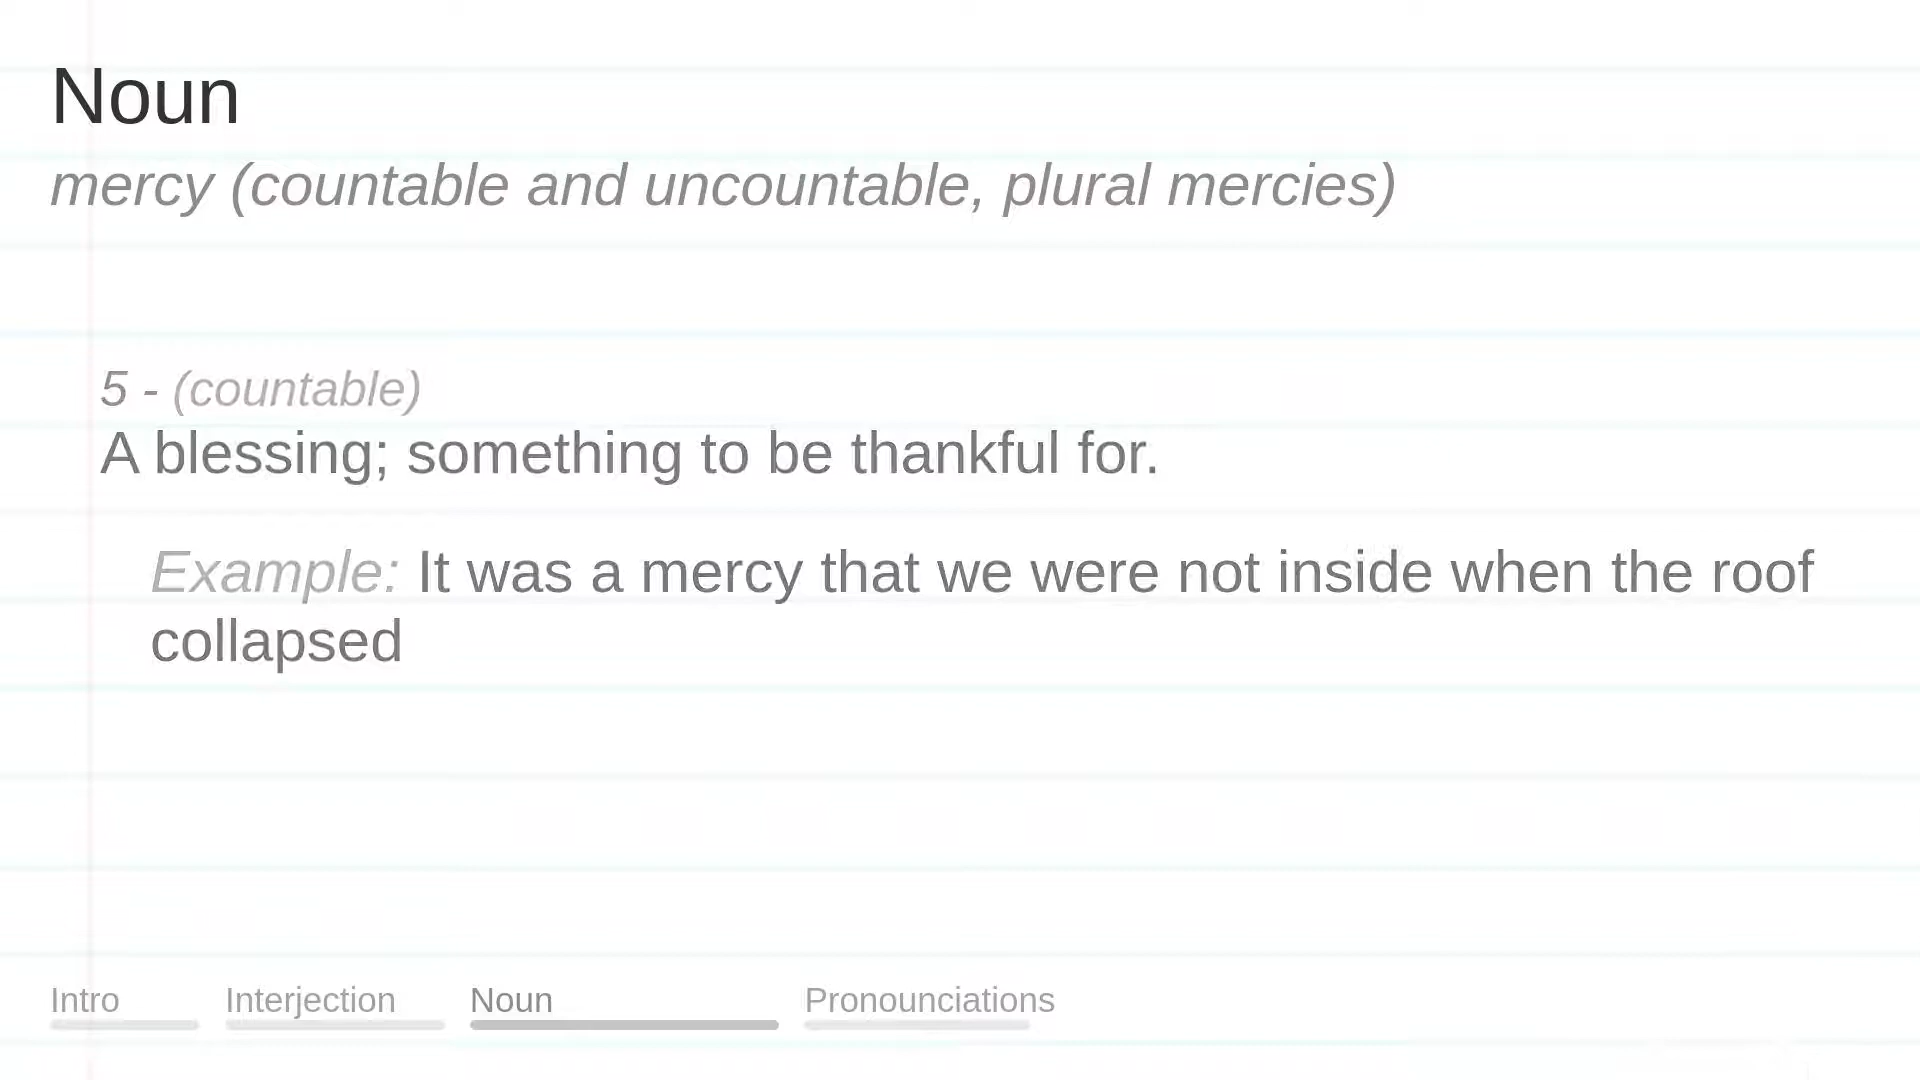 Noun
mercy (countable and uncountable, plural mercies)
5 - (countable)
A blessing; something to be thankful for.
Example: It was a mercy that we were not inside when the roof
collapsed
Intro Interjection Noun Pronounciations